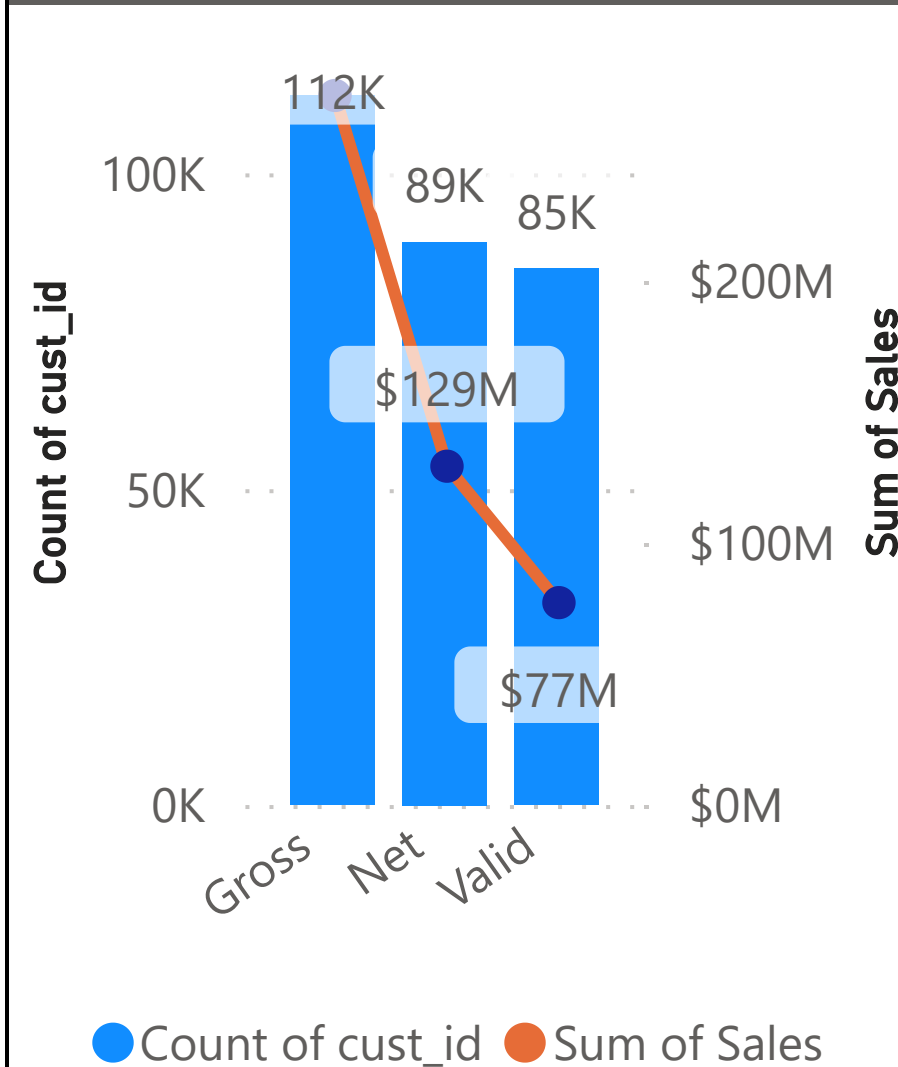 112K
100K
89K
85K
$200M
$129M
50K
$100M
$77M
0K
$0M
Gross
Net
Valid
Count of cust_id
Sum of Sales
Count of cust_id Sum of Sales